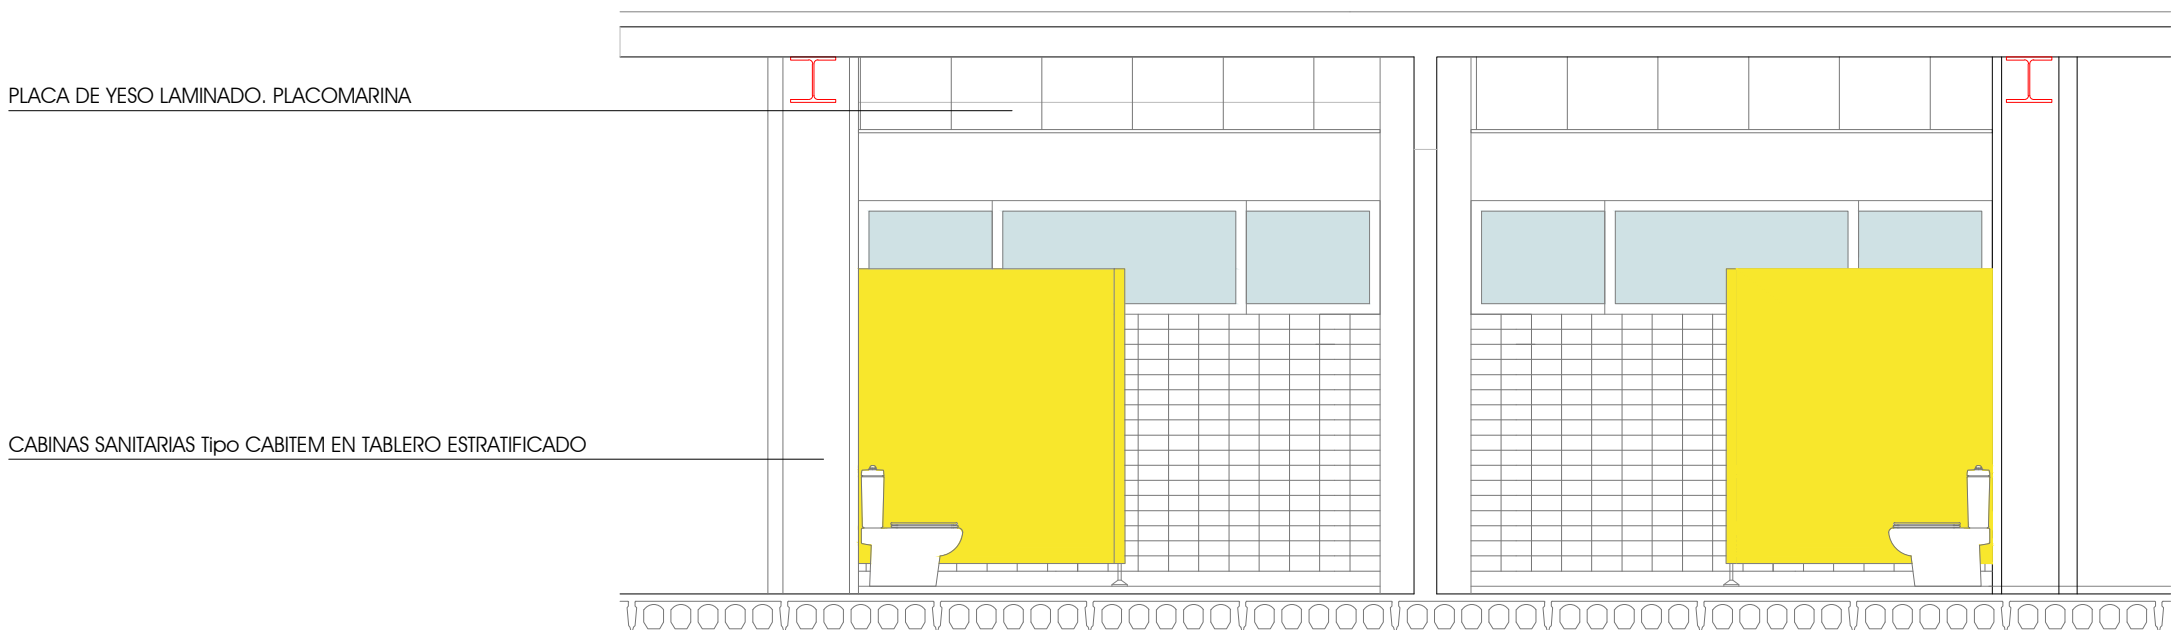 PLACA DE YESO LAMINADO. PLACOMARINA
CABINAS SANITARIAS Tipo CABITEM EN TABLERO ESTRATIFICADO